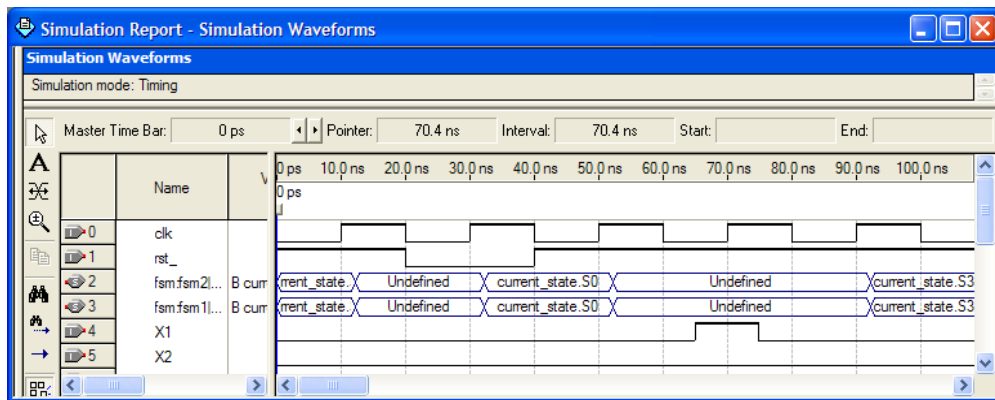 Simulation Report - Simulation Waveforms
Simulation Waveforms
Simulation mode: Timing
Master Time Bar: 0 ps Pointer: 70.4 ns Interval: 70.4 ns Start: End:
Name V 0 ps 10.0 ns 20.0 ns 30.0 ns 40.0 ns 50.0 ns 60.0 ns 70.0 ns 80.0 ns 90.0 ns 100.0 ns
0 ps
A
0 clk
1 rst_
2 fsm:fsm2|... B curr rrent_state. Undefined current_state.S0 Undefined current_state.S3
3 fsm:fsm1|... B curr rrent_state. Undefined current_state.S0 Undefined current_state.S3
4 X1
5 X2